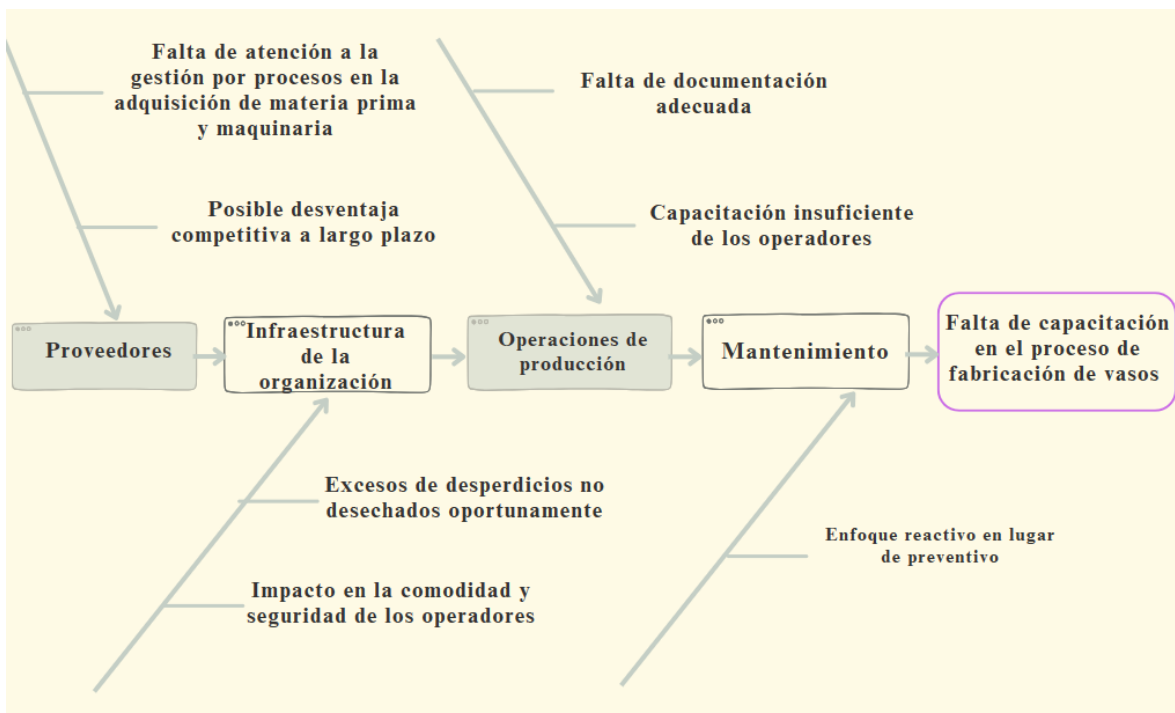 Falta de atención a la
gestión por procesos en la
adquisición de materia prima
y maquinaria
Posible desventaja
competitiva a largo plazo
Falta de documentación
adecuada
Capacitación insuficiente
de los operadores
Proveedores
Infraestructura
de la
organización
Operaciones de
producción
Mantenimiento
Falta de capacitación
en el proceso de
fabricación de vasos
Excesos de desperdicios no
desechados oportunamente
Impacto en la comodidad y
seguridad de los operadores
Enfoque reactivo en lugar
de preventivo